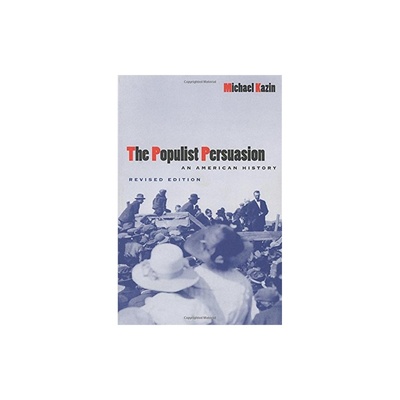 Michael Kazin
The Populist Persuasion
AN AMERICAN HISTORY
REVISED EDITION